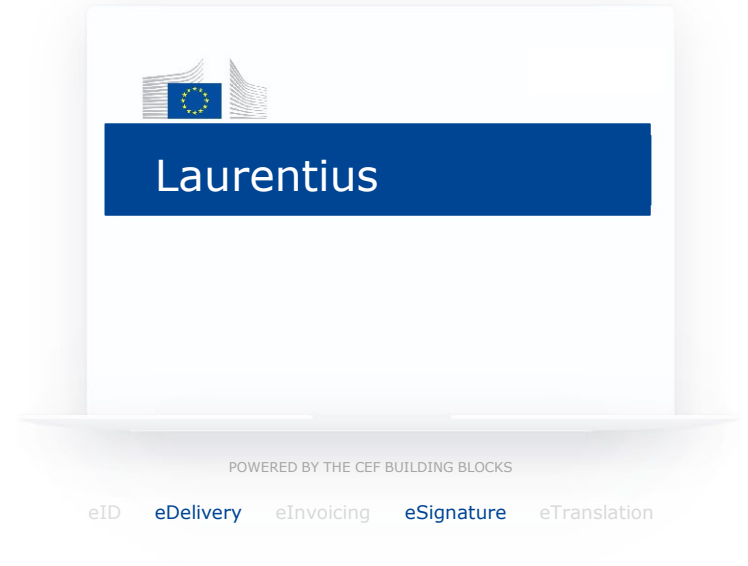 Laurentius
POWERED BY THE CEF BUILDING BLOCKS
eID eDelivery eInvoicing eSignature eTranslation